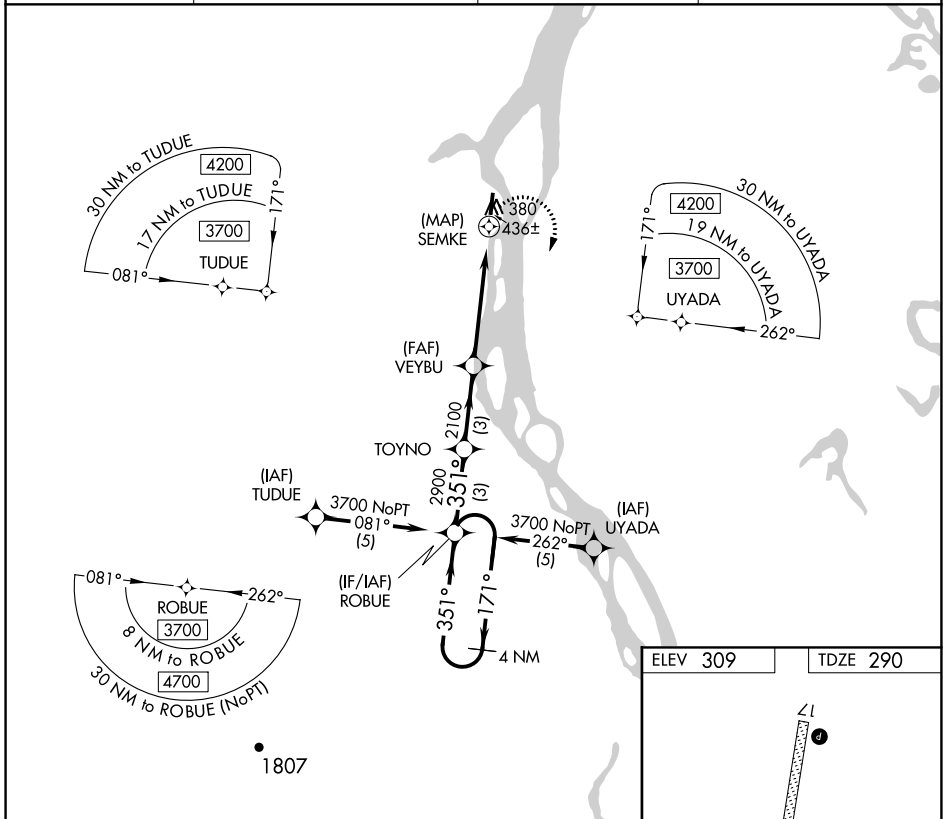 30 NM to TUDUE
4200
17 NM to TUDUE
3700
TUDUE
081°
171°
(MAP)
SEMKE
380
436±
30 NM to UYADA
4200
19 NM to UYADA
3700
UYADA
171°
262°
(FAF)
VEYBU
2100
(3)
TOYNO
2900
351°
(3)
(IAF)
TUDUE
3700 NoPT
081°
(5)
3700 NoPT
262°
(5)
(IAF)
UYADA
(IF/IAF)
ROBUE
351°
171°
4 NM
081°
262°
ROBUE
3700
8 NM to ROBUE
4700
30 NM to ROBUE (NoPT)
1807
ELEV 309
TDZE 290
17
P